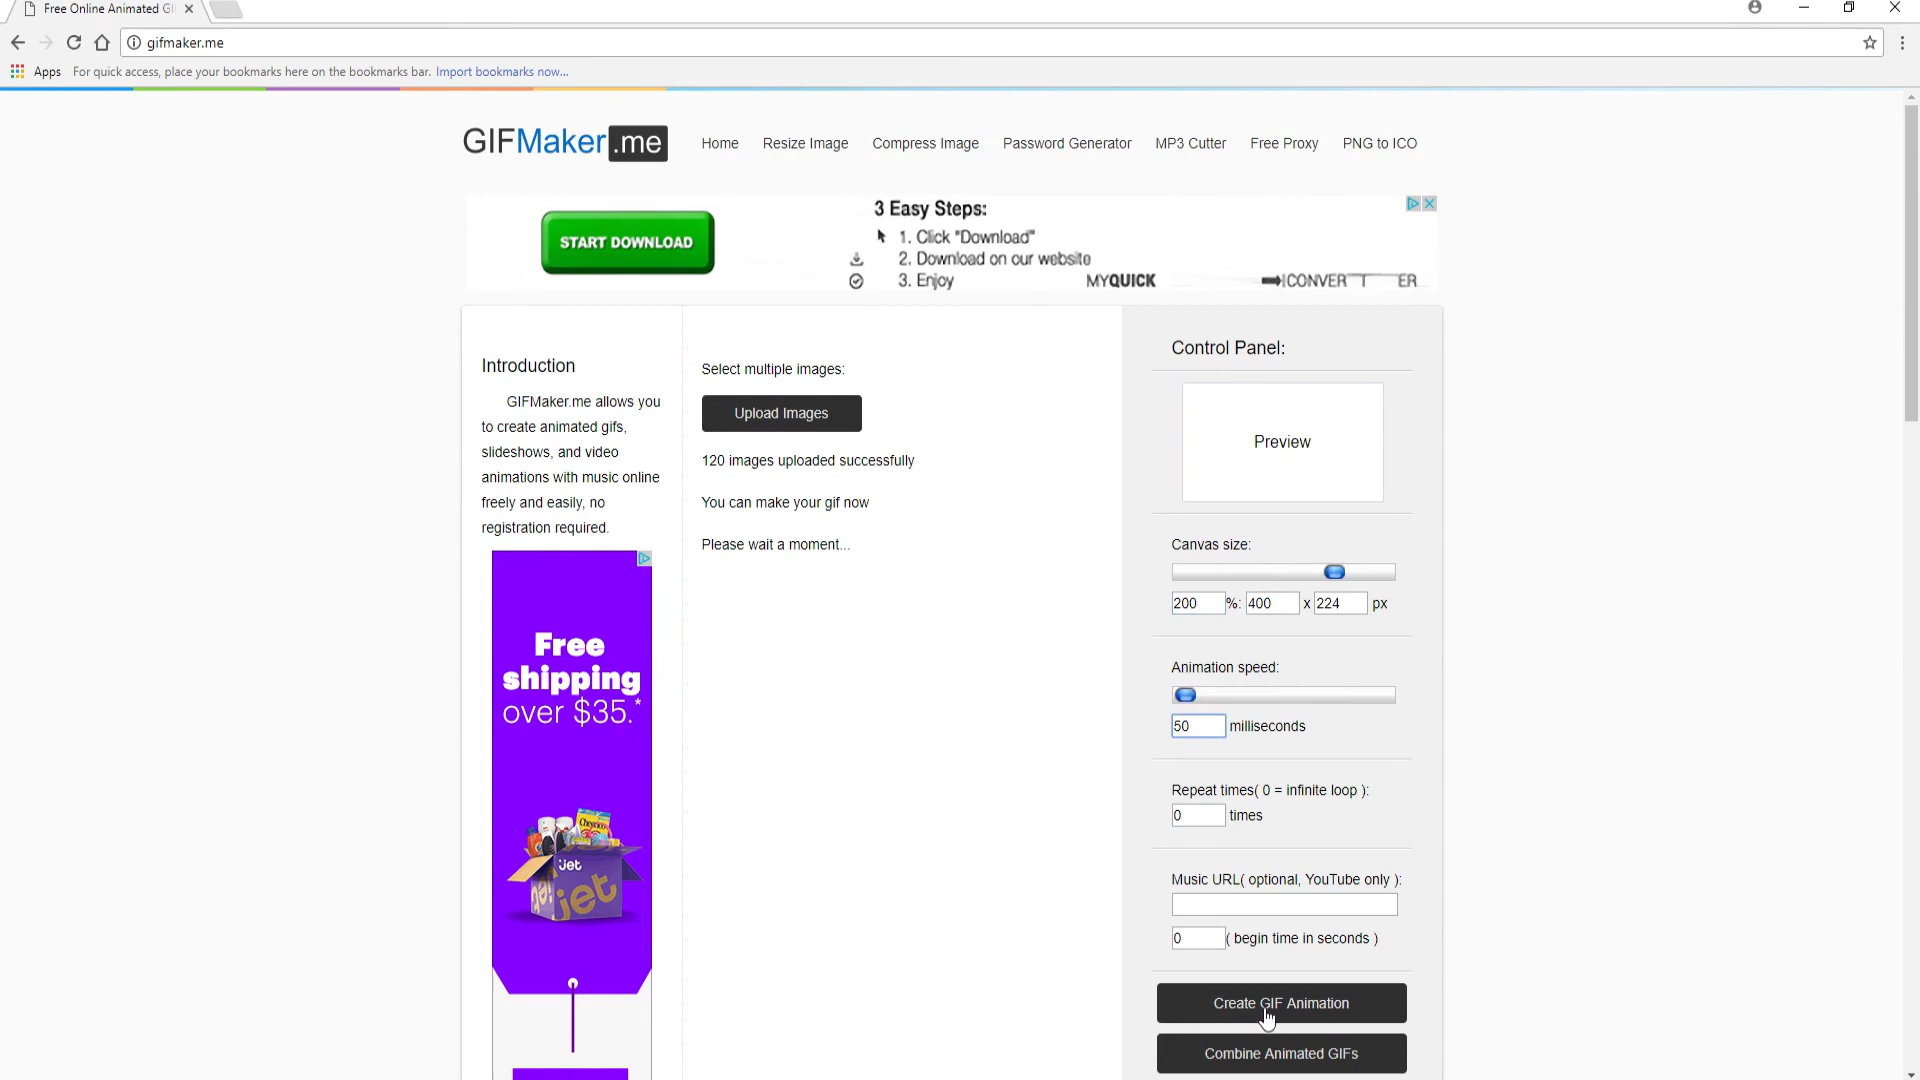 Free Online Animated Gi
gifmaker.me
Apps For quick access, place your bookmarks here on the bookmarks bar. Import bookmarks now...
GIFMaker.me
Home Resize Image Compress Image Password Generator MP3 Cutter Free Proxy PNG to ICO
START DOWNLOAD
3 Easy Steps:
1. Click "Download"
2. Download on our website
3. Enjoy
MYQUICK
CONVERT ER
Introduction
GIFMaker.me allows you
to create animated gifs,
slideshows, and video
animations with music online
freely and easily, no
registration required.
Free
shipping
over $35.*
Cheerios
jet
jet
Select multiple images:
Upload Images
120 images uploaded successfully
You can make your gif now
Please wait a moment...
Control Panel:
Preview
Canvas size:
200 %: 400 x 224 px
Animation speed:
50 milliseconds
Repeat times( 0 = infinite loop ):
0 times
Music URL( optional, YouTube only ):
0 ( begin time in seconds )
Create GIF Animation
Combine Animated GIFs